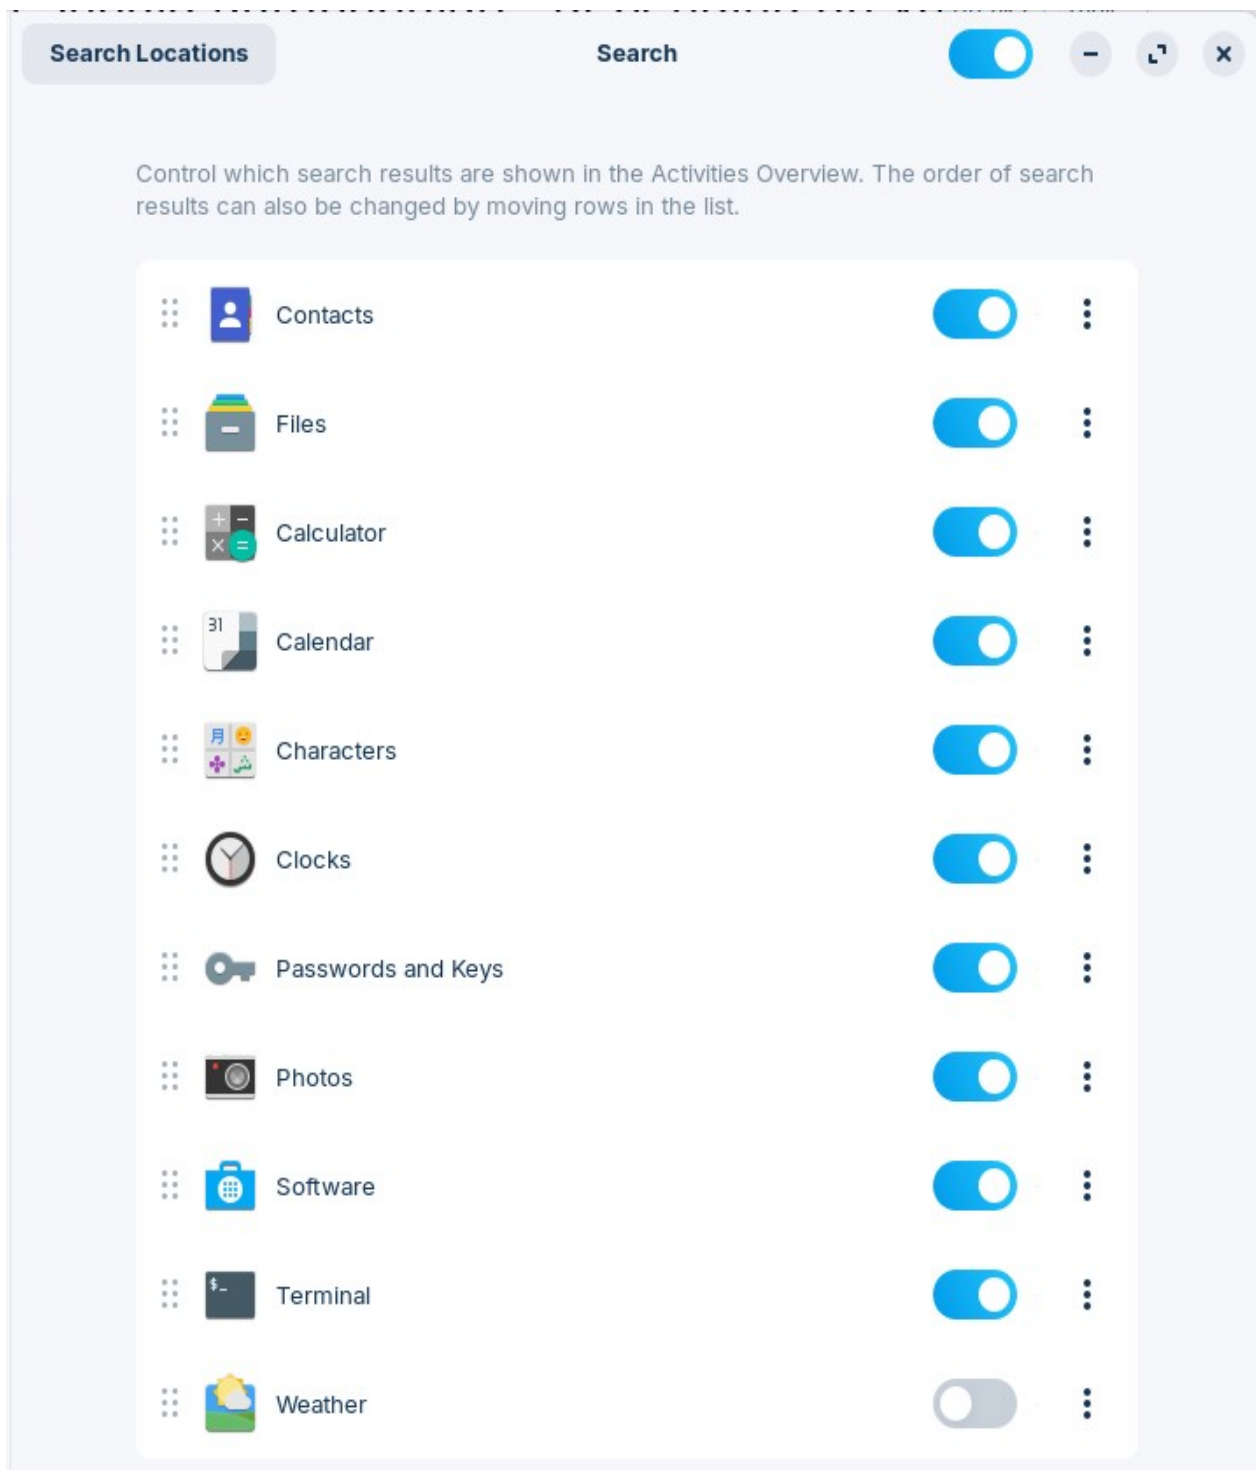 Search Locations
Search
Control which search results are shown in the Activities Overview. The order of search
results can also be changed by moving rows in the list.
Contacts
Files
Calculator
31
Calendar
月
ش
Characters
Clocks
Passwords and Keys
Photos
Software
$_
Terminal
Weather